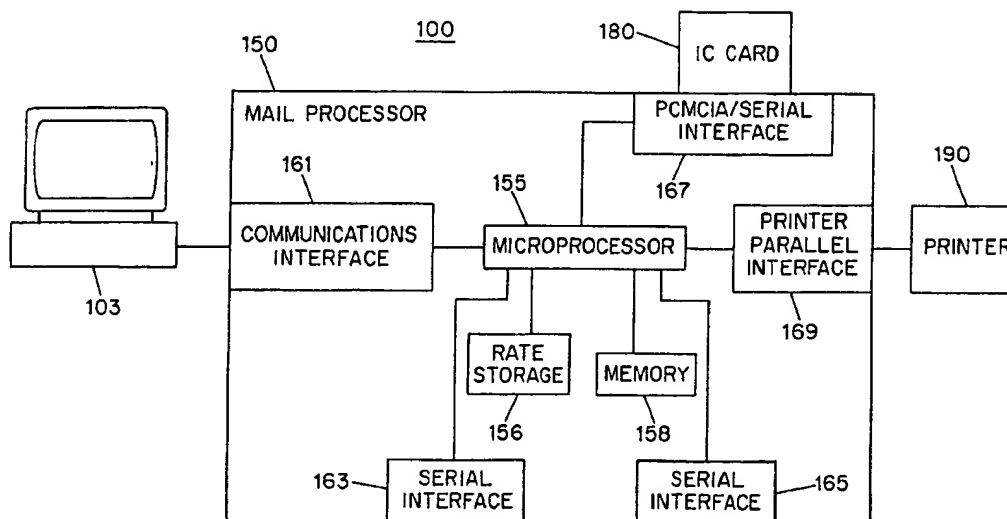 100
150
180
IC CARD
MAIL PROCESSOR
PCMCIA/SERIAL
INTERFACE
167
190
161
155
COMMUNICATIONS
INTERFACE
MICROPROCESSOR
PRINTER
PARALLEL
INTERFACE
PRINTER
103
169
RATE
STORAGE
MEMORY
156
158
163
SERIAL
INTERFACE
SERIAL
INTERFACE
165